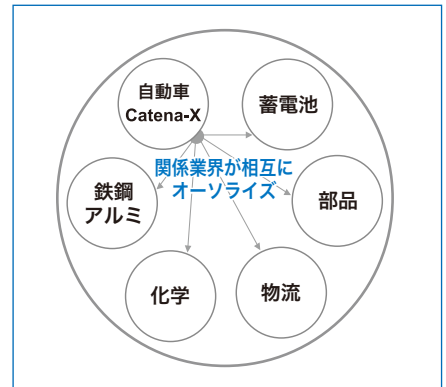 自動車
Catena-X
蓄電池
関係業界が相互に
オーソライズ
鉄鋼
アルミ
部品
化学
物流